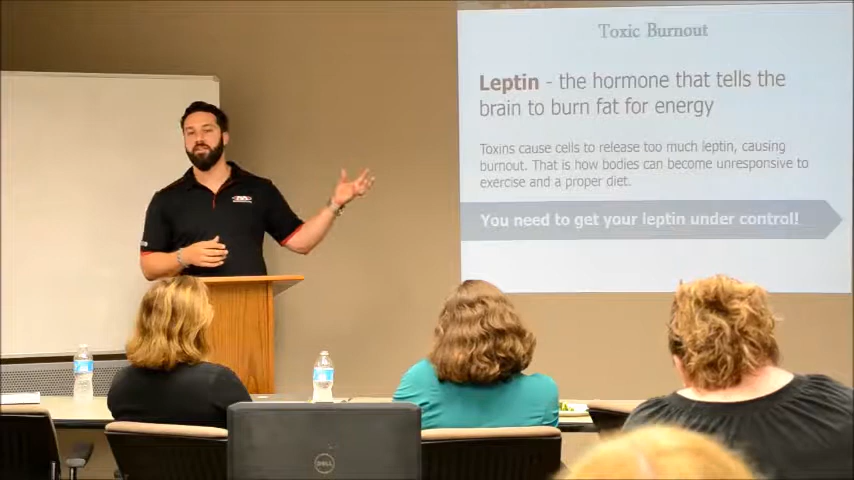 Toxic Burnout
Leptin - the hormone that tells the
brain to burn fat for energy
Toxins cause cells to release too much leptin, causing
burnout. That is how bodies can become unresponsive to
exercise and a proper diet.
You need to get your leptin under control!
DELL